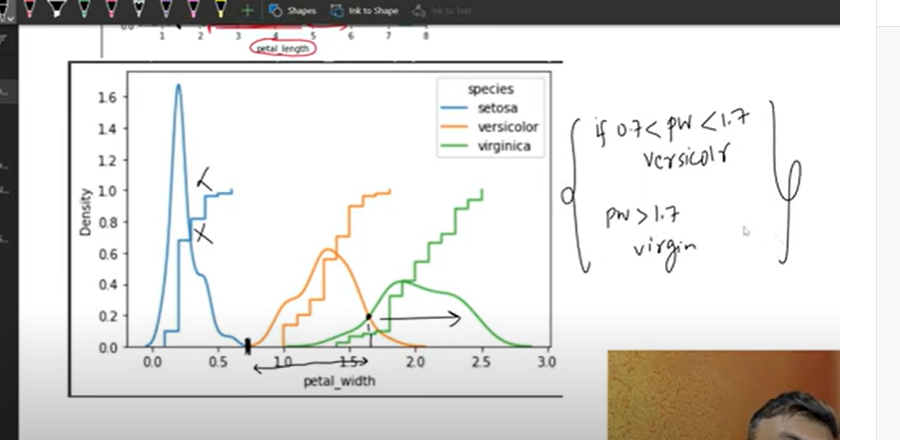 Shapes Ink to Shape Ink to Text
0.0
1 2 3 4 5 6 7 8
petal_length
species
setosa
versicolor
virginica
1.6
1.4
1.2
1.0
0.8
0.6
0.4
0.2
0.0
Density
0.0 0.5 1.0 1.5 2.0 2.5 3.0
petal_width
if 0.7 < pw < 1.7
versicolr
pw > 1.7
virgin